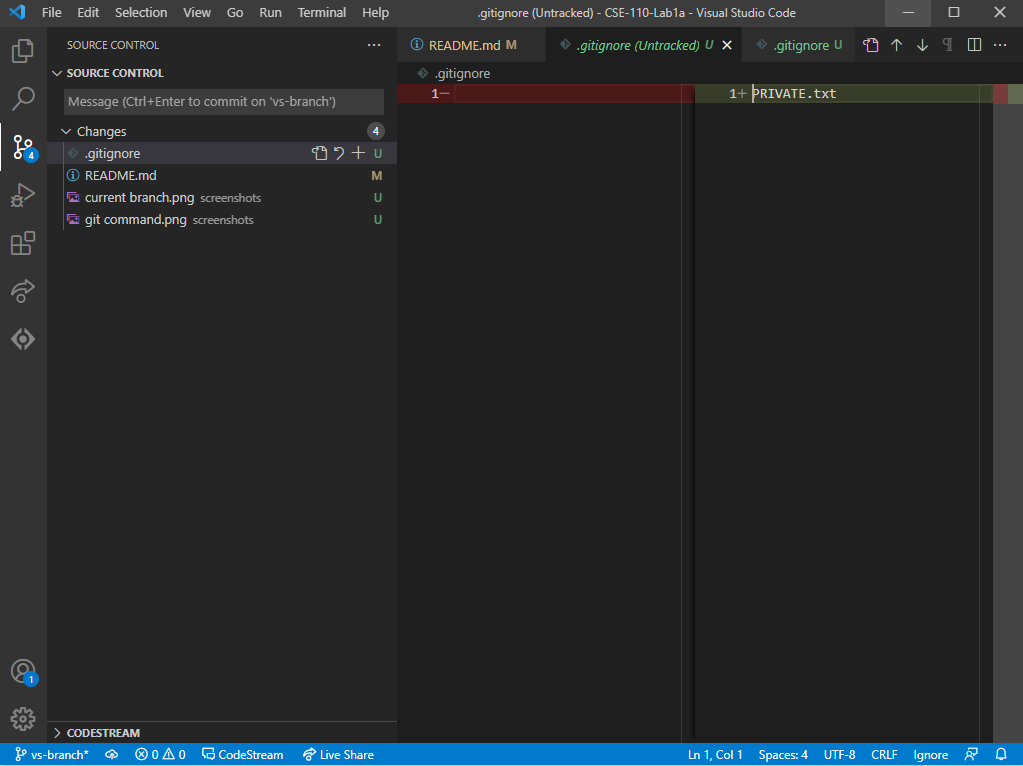 File Edit Selection View Go Run Terminal Help .gitignore (Untracked) - CSE-110-Lab1a - Visual Studio Code
SOURCE CONTROL
README.md M .gitignore (Untracked) U .gitignore U
SOURCE CONTROL
.gitignore
Message (Ctrl+Enter to commit on 'vs-branch')
1− 1+ PRIVATE.txt
Changes 4
.gitignore U
4
README.md M
current branch.png screenshots U
git command.png screenshots U
1
CODESTREAM
vs-branch* 0 0 CodeStream Live Share Ln 1, Col 1 Spaces: 4 UTF-8 CRLF Ignore